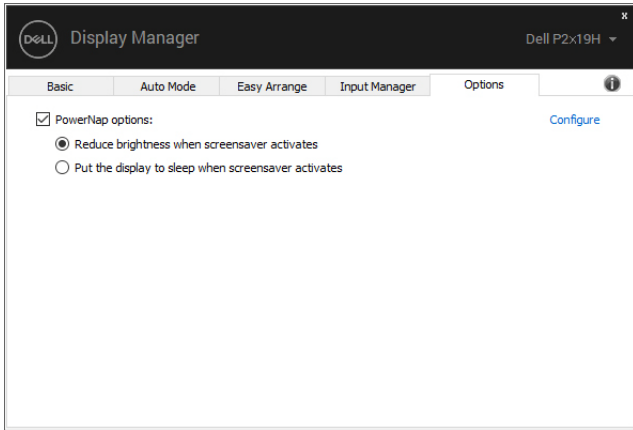 x
DELL Display Manager Dell P2x19H
Basic Auto Mode Easy Arrange Input Manager Options i
PowerNap options: Configure
Reduce brightness when screensaver activates
Put the display to sleep when screensaver activates